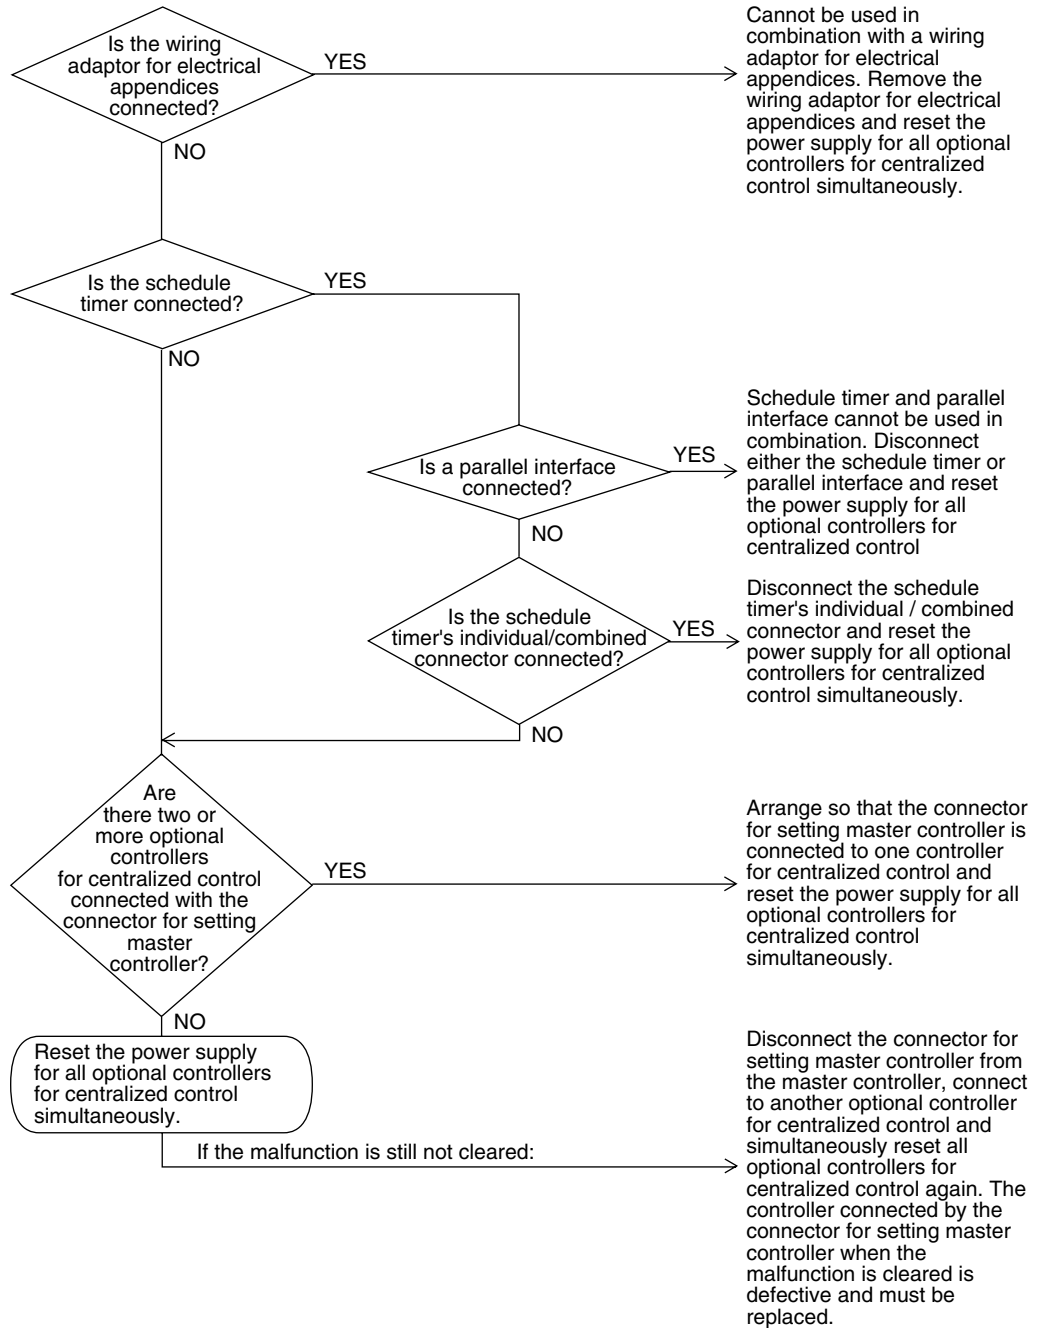 Is the wiring
adaptor for electrical
appendices
connected?
YES
Cannot be used in
combination with a wiring
adaptor for electrical
appendices. Remove the
wiring adaptor for electrical
appendices and reset the
power supply for all optional
controllers for centralized
control simultaneously.
NO
Is the schedule
timer connected?
YES
NO
Is a parallel interface
connected?
YES
Schedule timer and parallel
interface cannot be used in
combination. Disconnect
either the schedule timer or
parallel interface and reset
the power supply for all
optional controllers for
centralized control
NO
Is the schedule
timer's individual/combined
connector connected?
YES
Disconnect the schedule
timer's individual / combined
connector and reset the
power supply for all optional
controllers for centralized
control simultaneously.
NO
Are
there two or
more optional
controllers
for centralized control
connected with the
connector for setting
master
controller?
YES
Arrange so that the connector
for setting master controller is
connected to one controller
for centralized control and
reset the power supply for all
optional controllers for
centralized control
simultaneously.
NO
Reset the power supply
for all optional controllers
for centralized control
simultaneously.
If the malfunction is still not cleared:
Disconnect the connector for
setting master controller from
the master controller, connect
to another optional controller
for centralized control and
simultaneously reset all
optional controllers for
centralized control again. The
controller connected by the
connector for setting master
controller when the
malfunction is cleared is
defective and must be
replaced.